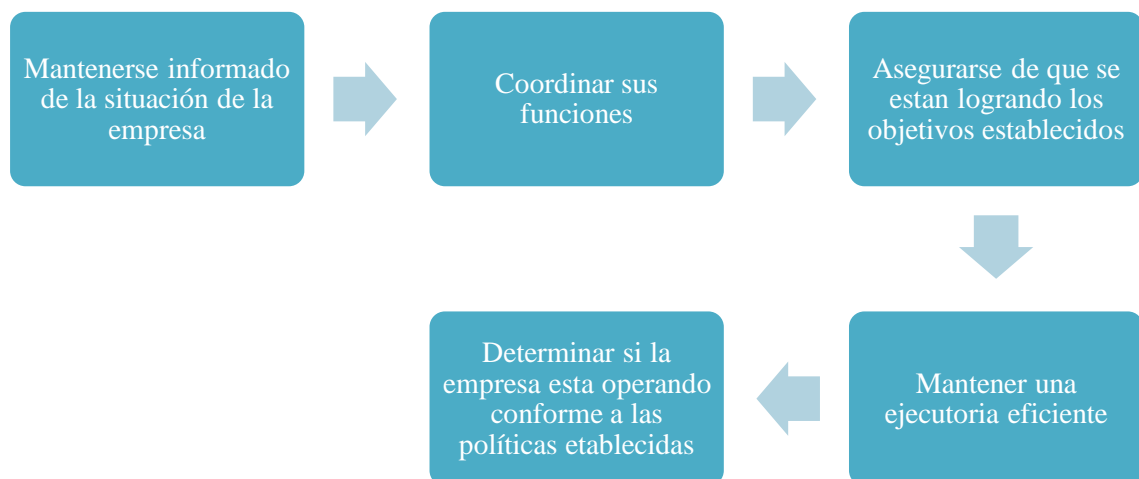 Mantenerse informado
de la situación de la
empresa
Coordinar sus
funciones
Asegurarse de que se
estan logrando los
objetivos establecidos
Mantener una
ejecutoria eficiente
Determinar si la
empresa esta operando
conforme a las
políticas etablecidas